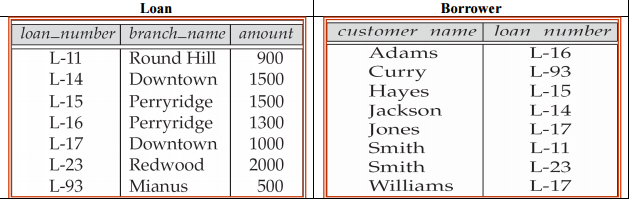 Loan
loan_number branch_name amount
L-11 Round Hill 900
L-14 Downtown 1500
L-15 Perryridge 1500
L-16 Perryridge 1300
L-17 Downtown 1000
L-23 Redwood 2000
L-93 Mianus 500
Borrower
customer name loan number
Adams L-16
Curry L-93
Hayes L-15
Jackson L-14
Jones L-17
Smith L-11
Smith L-23
Williams L-17